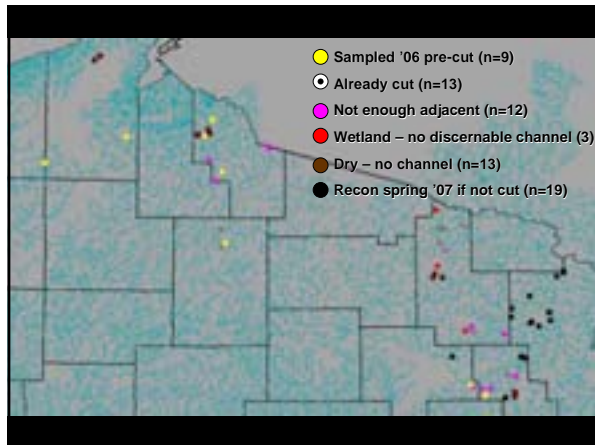 Sampled '06 pre-cut (n=9)
Already cut (n=13)
Not enough adjacent (n=12)
Wetland – no discernable channel (3)
Dry – no channel (n=13)
Recon spring '07 if not cut (n=19)